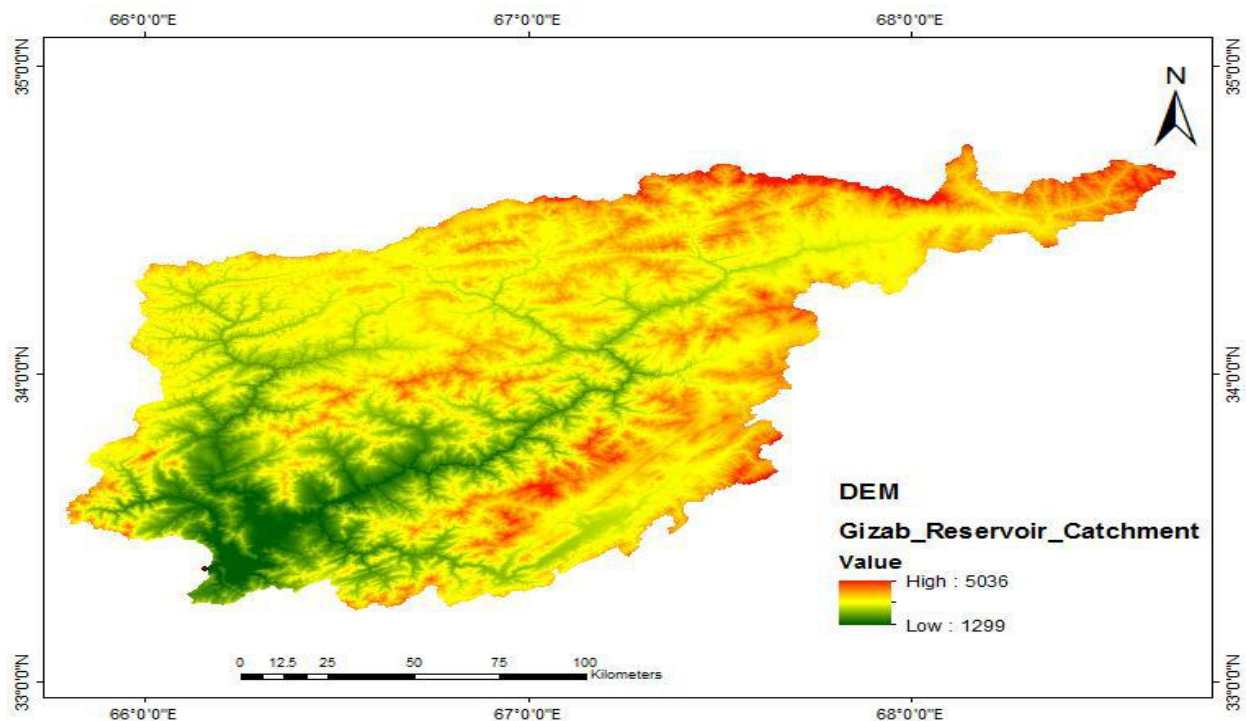 66°0'0"E 67°0'0"E 68°0'0"E
35°0'0"N
35°0'0"N
N
34°0'0"N
34°0'0"N
DEM
Gizab_Reservoir_Catchment
Value
High : 5036
Low : 1299
0 12.5 25 50 75 100
Kilometers
33°0'0"N
33°0'0"N
66°0'0"E 67°0'0"E 68°0'0"E